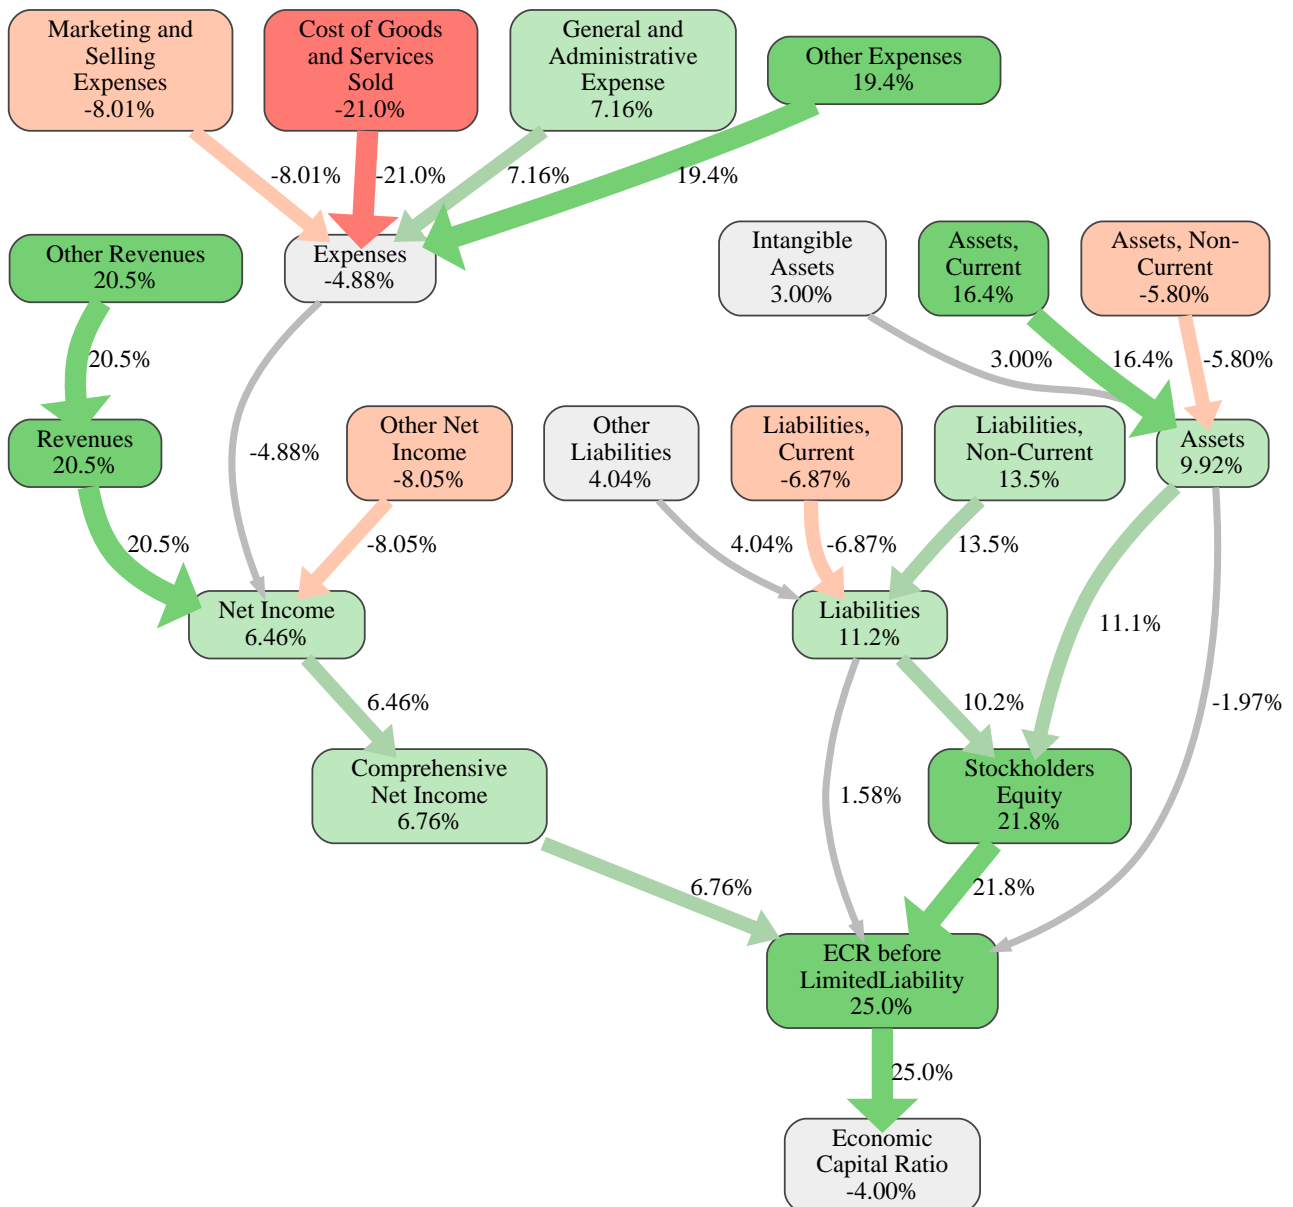 Marketing and
Selling
Expenses
-8.01%
Cost of Goods
and Services
Sold
-21.0%
General and
Administrative
Expense
7.16%
Other Expenses
19.4%
-8.01%
-21.0%
7.16%
19.4%
Other Revenues
20.5%
Expenses
-4.88%
Intangible
Assets
3.00%
Assets,
Current
16.4%
Assets, Non-
Current
-5.80%
20.5%
3.00%
16.4%
-5.80%
Revenues
20.5%
-4.88%
Other Net
Income
-8.05%
Other
Liabilities
4.04%
Liabilities,
Current
-6.87%
Liabilities,
Non-Current
13.5%
Assets
9.92%
20.5%
-8.05%
4.04%
-6.87%
13.5%
Net Income
6.46%
Liabilities
11.2%
11.1%
6.46%
10.2%
-1.97%
Comprehensive
Net Income
6.76%
1.58%
Stockholders
Equity
21.8%
6.76%
21.8%
ECR before
LimitedLiability
25.0%
25.0%
Economic
Capital Ratio
-4.00%